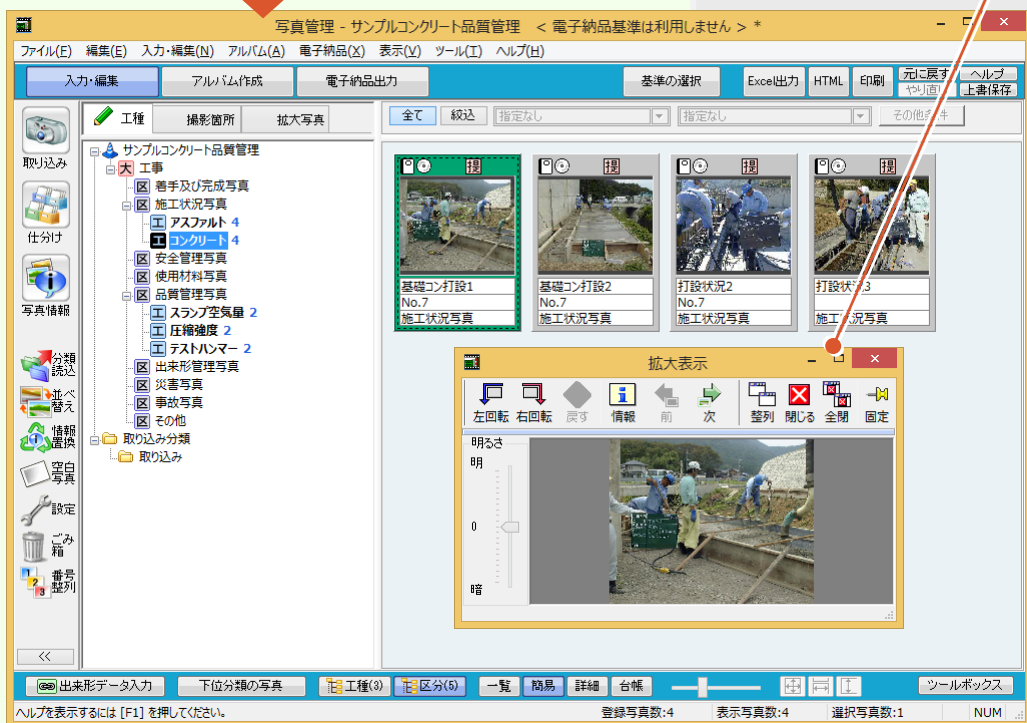 写真管理 - サンプルコンクリート品質管理　< 電子納品基準は利用しません > *
ファイル(F) 編集(E) 入力・編集(N) アルバム(A) 電子納品(X) 表示(V) ツール(T) ヘルプ(H)
入力・編集 アルバム作成 電子納品出力 基準の選択 Excel出力 HTML 印刷 元に戻す ヘルプ
やり直し 上書保存
取り込み
仕分け
写真情報
分類読込
並べ替え
情報置換
空白写真
設定
ごみ箱
番号整列
<<
工種 撮影箇所 拡大写真
サンプルコンクリート品質管理
大 工事
区 着手及び完成写真
区 施工状況写真
工 アスファルト 4
工 コンクリート 4
区 安全管理写真
区 使用材料写真
区 品質管理写真
工 スランプ空気量 2
工 圧縮強度 2
工 テストハンマー 2
区 出来形管理写真
区 災害写真
区 事故写真
区 その他
取り込み分類
取り込み
全て 絞込 指定なし 指定なし その他条件
提 提 提 提
基礎コン打設1
No.7
施工状況写真
基礎コン打設2
No.7
施工状況写真
打設状況2
No.7
施工状況写真
打設状況3
No.7
施工状況写真
拡大表示
左回転 右回転 戻す 情報 前 次 整列 閉じる 全閉 固定
明るさ
明
0
暗
出来形データ入力 下位分類の写真 工種(3) 区分(5) 一覧 簡易 詳細 台帳 ツールボックス
ヘルプを表示するには [F1] を押してください。 登録写真数:4 表示写真数:4 選択写真数:1 NUM